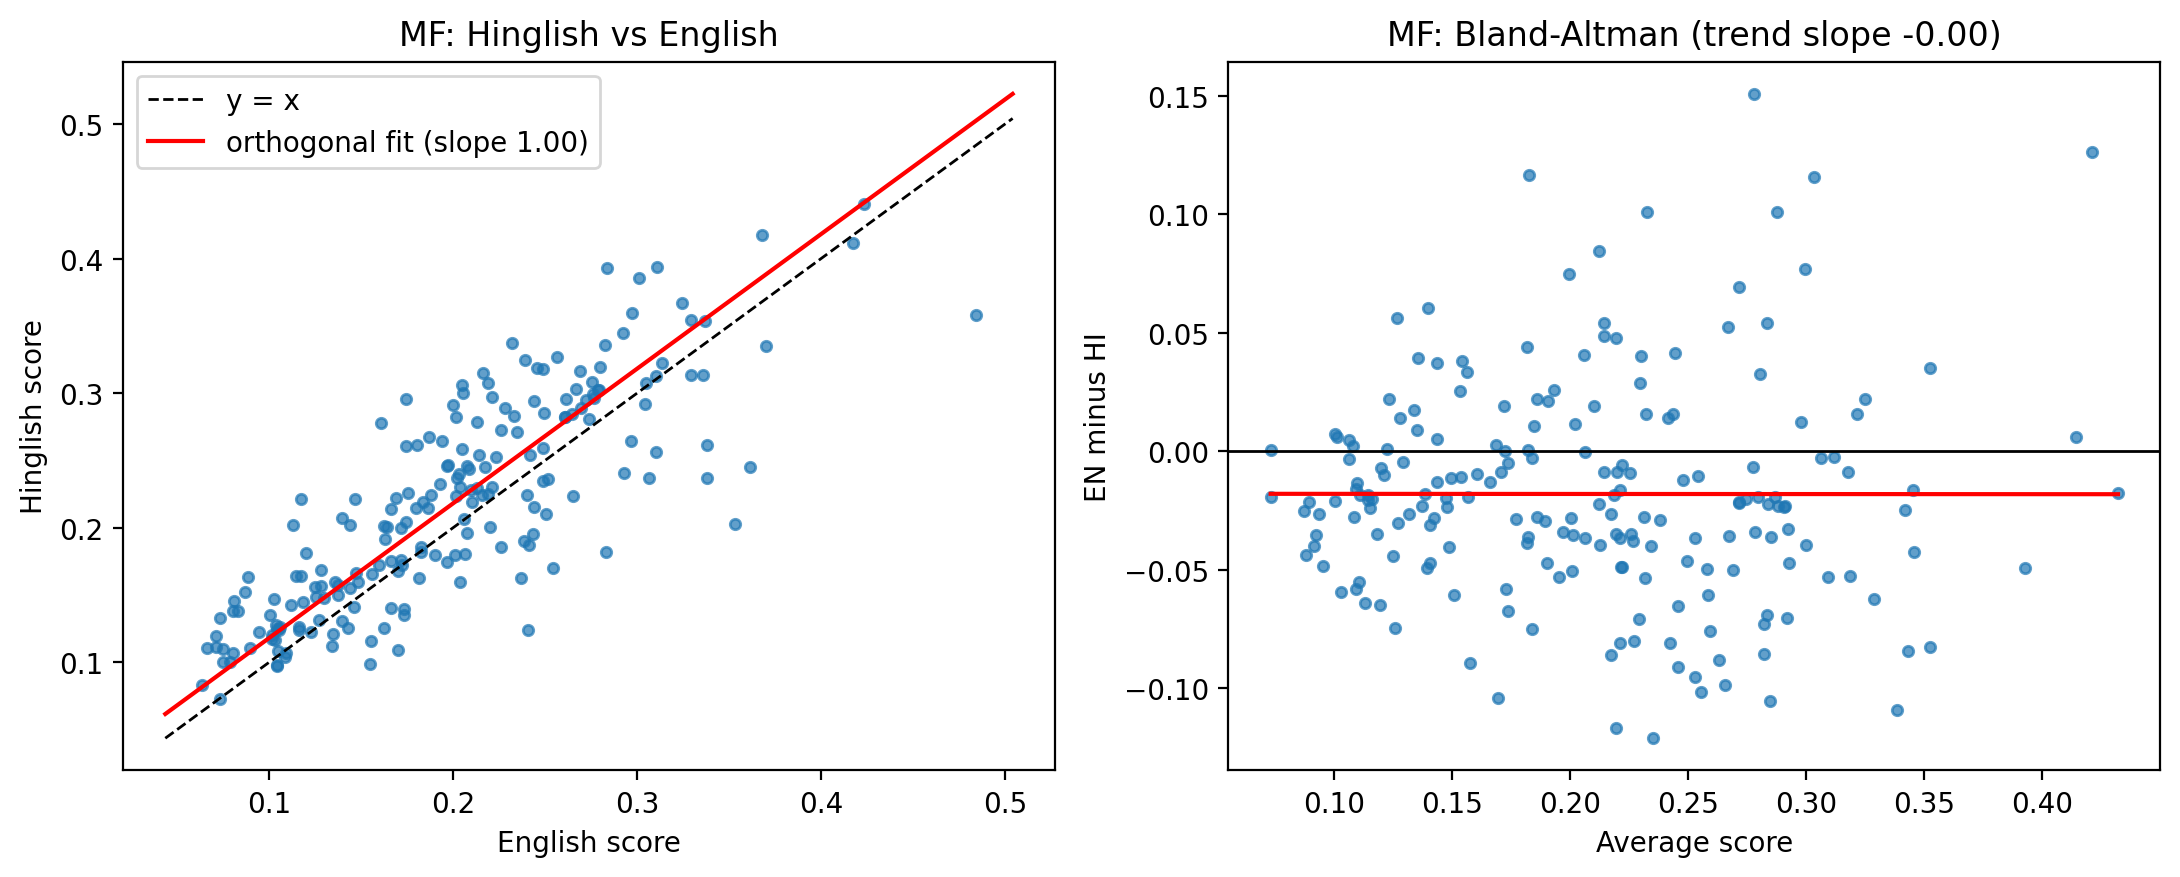 MF: Hinglish vs English
y = x
orthogonal fit (slope 1.00)
Hinglish score
0.5
0.4
0.3
0.2
0.1
0.1 0.2 0.3 0.4 0.5
English score
MF: Bland-Altman (trend slope -0.00)
EN minus HI
0.15
0.10
0.05
0.00
−0.05
−0.10
0.10 0.15 0.20 0.25 0.30 0.35 0.40
Average score